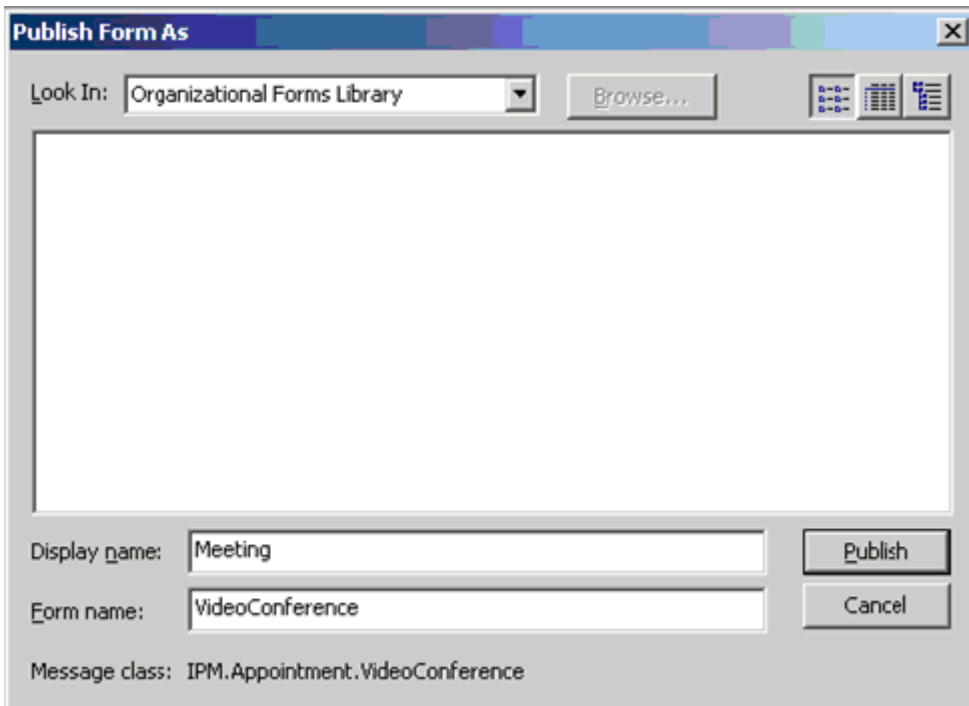 Publish Form As
Look In: Organizational Forms Library Browse...
Display name: Meeting Publish
Form name: VideoConference Cancel
Message class: IPM.Appointment.VideoConference